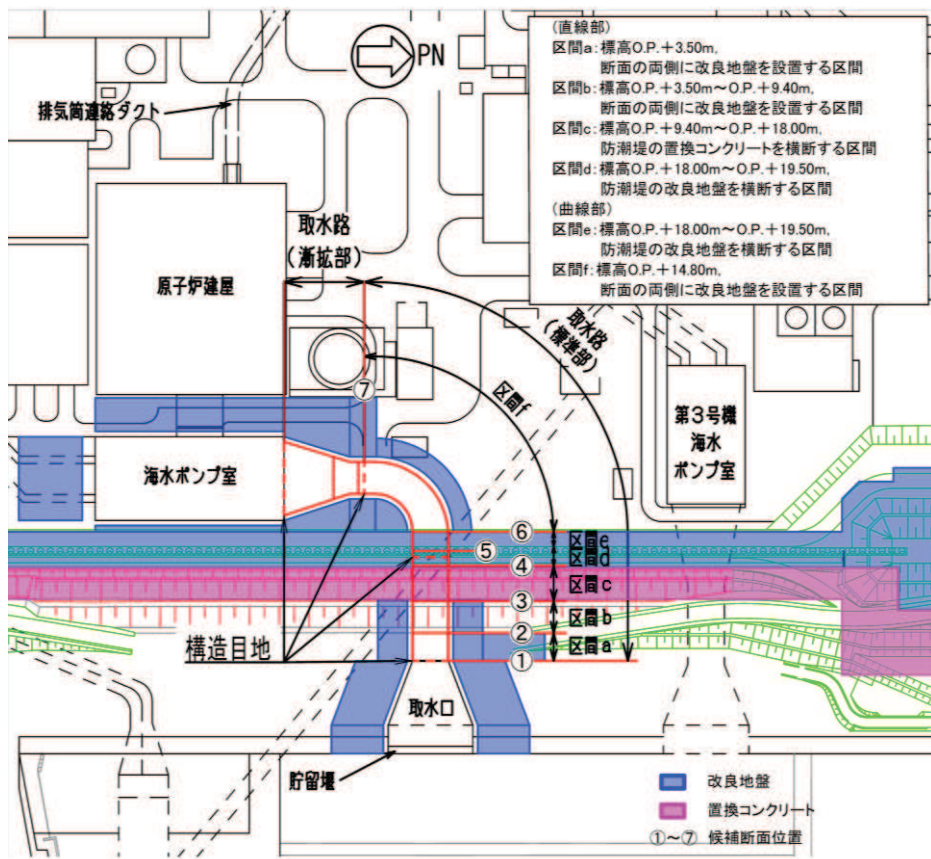 (直線部)
区間a:標高O.P.+3.50m,
断面の両側に改良地盤を設置する区間
区間b:標高O.P.+3.50m~O.P.+9.40m,
断面の両側に改良地盤を設置する区間
区間c:標高O.P.+9.40m~O.P.+18.00m,
防潮堤の置換コンクリートを横断する区間
区間d:標高O.P.+18.00m~O.P.+19.50m,
防潮堤の改良地盤を横断する区間
(曲線部)
区間e:標高O.P.+18.00m~O.P.+19.50m,
防潮堤の改良地盤を横断する区間
区間f:標高O.P.+14.80m,
断面の両側に改良地盤を設置する区間
PN
排気筒連絡ダクト
取水路
(漸拡部)
原子炉建屋
取水路
(標準部)
⑦
区間f
第3号機
海水
ポンプ室
海水ポンプ室
⑥
区間e
⑤
区間d
④
区間c
③
区間b
②
区間a
①
構造目地
取水口
貯留堰
改良地盤
置換コンクリート
①~⑦ 候補断面位置